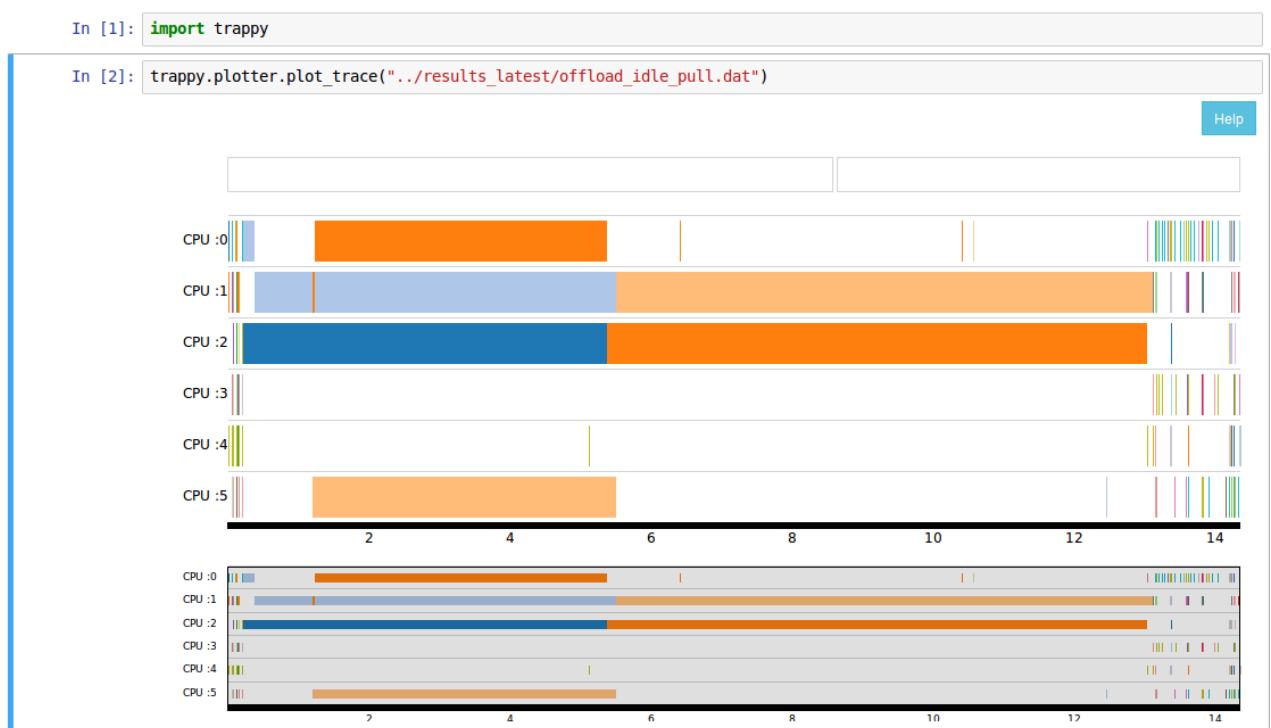 In [1]: import trappy
In [2]: trappy.plotter.plot_trace("../results_latest/offload_idle_pull.dat")
Help
CPU :0
CPU :1
CPU :2
CPU :3
CPU :4
CPU :5
2 4 6 8 10 12 14
CPU :0
CPU :1
CPU :2
CPU :3
CPU :4
CPU :5
2 4 6 8 10 12 14